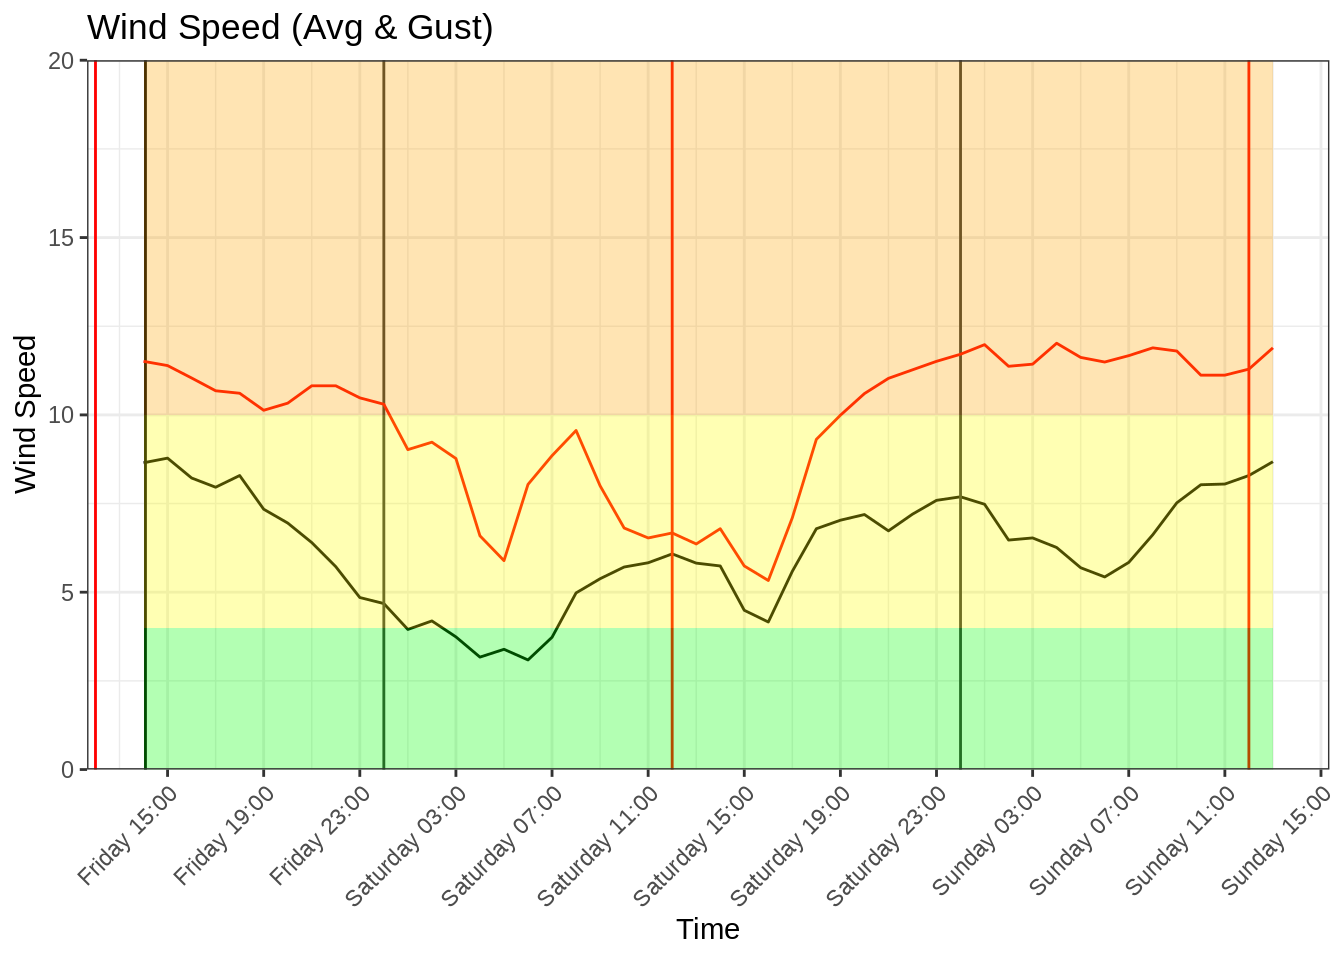 Wind Speed (Avg & Gust)
Wind Speed
20
15
10
5
0
Friday 15:00
Friday 19:00
Friday 23:00
Saturday 03:00
Saturday 07:00
Saturday 11:00
Saturday 15:00
Saturday 19:00
Saturday 23:00
Sunday 03:00
Sunday 07:00
Sunday 11:00
Sunday 15:00
Time